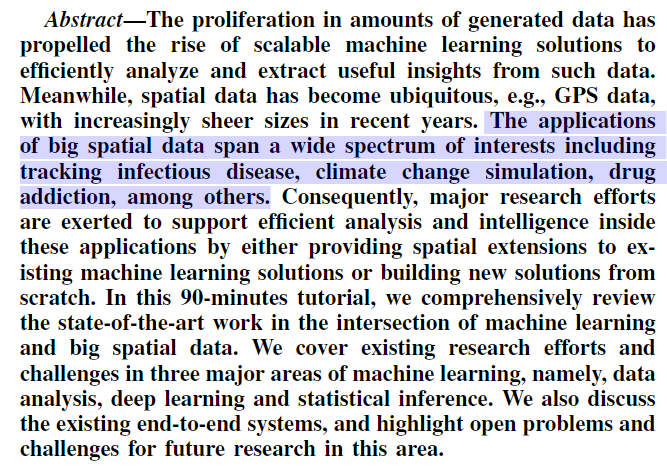 Abstract—The proliferation in amounts of generated data has
propelled the rise of scalable machine learning solutions to
efficiently analyze and extract useful insights from such data.
Meanwhile, spatial data has become ubiquitous, e.g., GPS data,
with increasingly sheer sizes in recent years. The applications
of big spatial data span a wide spectrum of interests including
tracking infectious disease, climate change simulation, drug
addiction, among others. Consequently, major research efforts
are exerted to support efficient analysis and intelligence inside
these applications by either providing spatial extensions to ex-
isting machine learning solutions or building new solutions from
scratch. In this 90-minutes tutorial, we comprehensively review
the state-of-the-art work in the intersection of machine learning
and big spatial data. We cover existing research efforts and
challenges in three major areas of machine learning, namely, data
analysis, deep learning and statistical inference. We also discuss
the existing end-to-end systems, and highlight open problems and
challenges for future research in this area.